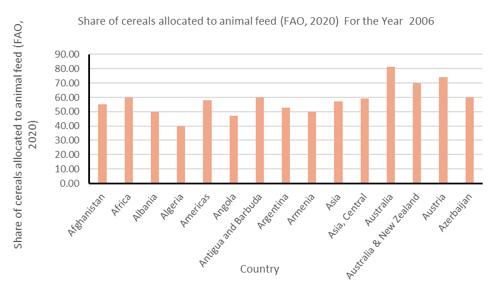 Share of cereals allocated to animal feed (FAO, 2020)  For the Year  2006
Share of cereals allocated to animal feed (FAO,
2020)
90.00
80.00
70.00
60.00
50.00
40.00
30.00
20.00
10.00
0.00
Afghanistan
Africa
Albania
Algeria
Americas
Angola
Antigua and Barbuda
Argentina
Armenia
Asia
Asia, Central
Australia
Australia & New Zealand
Austria
Azerbaijan
Country